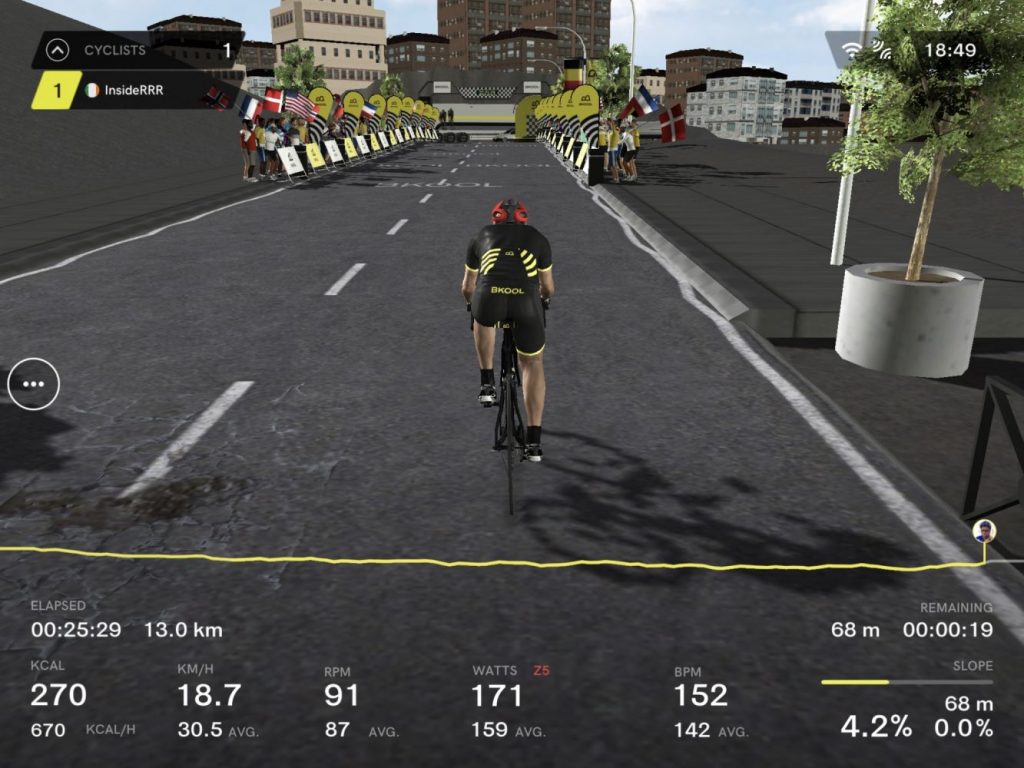 CYCLISTS 1
1 InsideRRR
18:49
BKOOL
BKOOL
ELAPSED
00:25:29 13.0 km
REMAINING
68 m 00:00:19
KCAL
270
670 KCAL/H
KM/H
18.7
30.5 AVG.
RPM
91
87 AVG.
WATTS Z5
171
159 AVG.
BPM
152
142 AVG.
SLOPE
68 m
4.2% 0.0%